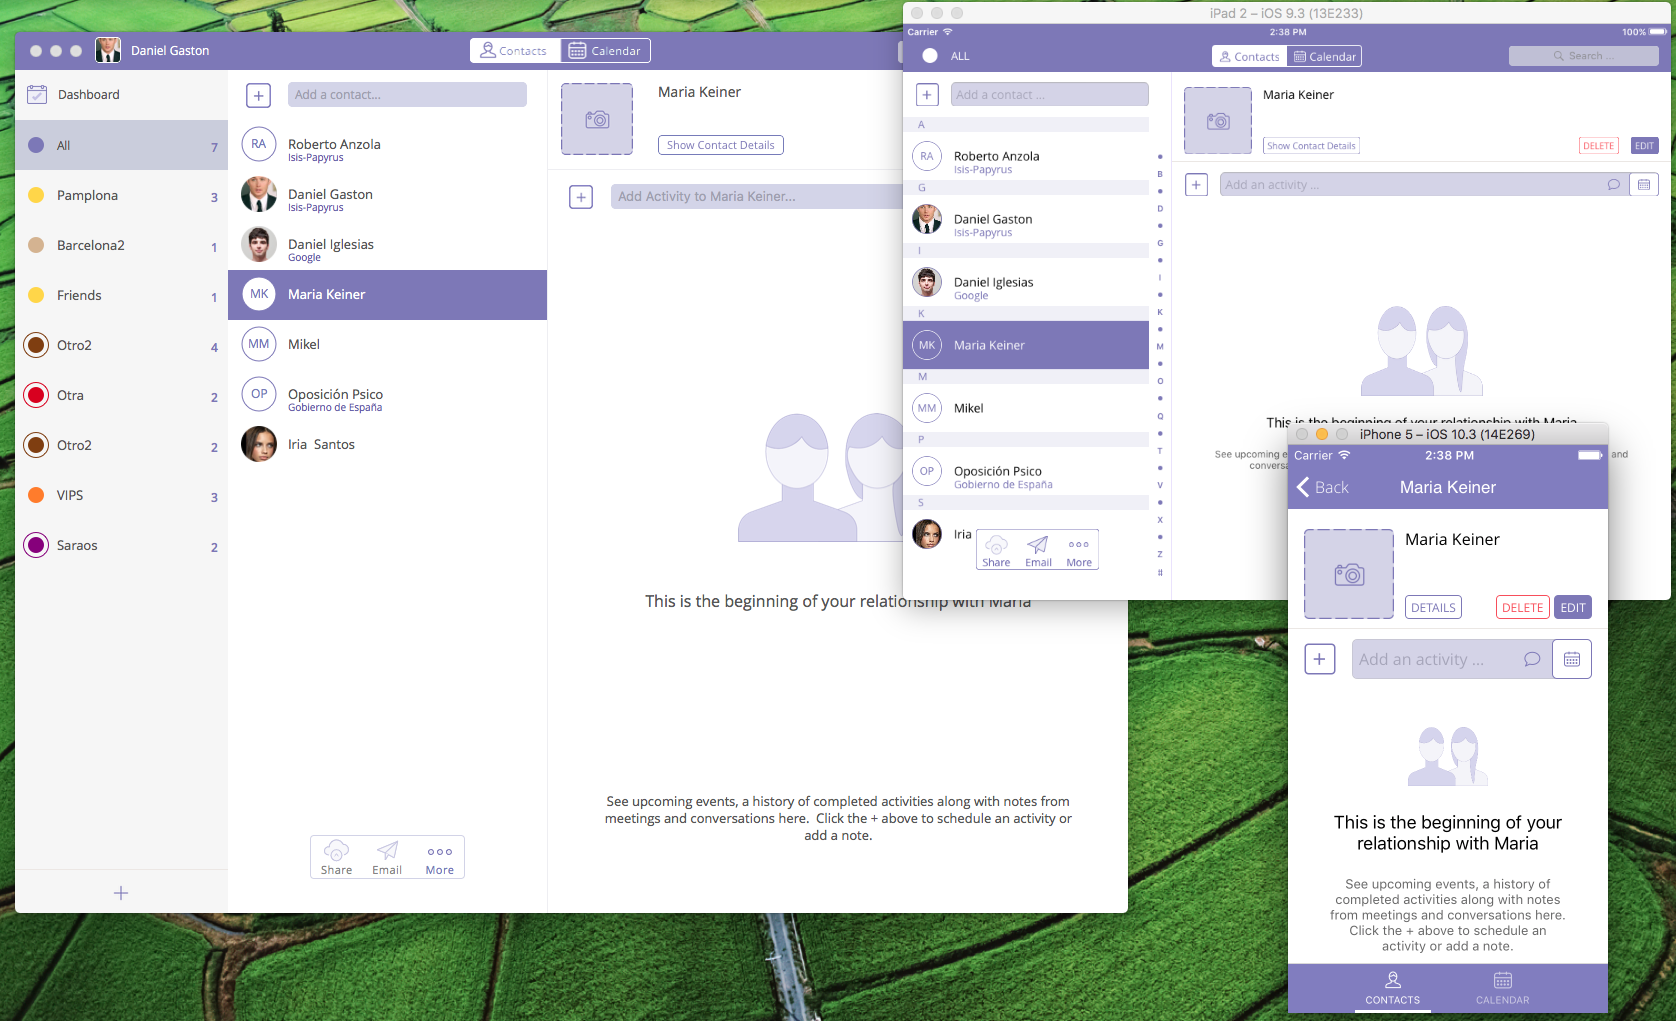 Daniel Gaston
Contacts
Calendar
Dashboard
All
7
Pamplona
3
Barcelona2
1
Friends
1
Otro2
4
Otra
2
Otro2
2
VIPS
3
Saraos
2
+
+
Add a contact...
RA
Roberto Anzola
Isis-Papyrus
Daniel Gaston
Isis-Papyrus
Daniel Iglesias
Google
MK
Maria Keiner
MM
Mikel
OP
Oposición Psico
Gobierno de España
Iria Santos
Share
Email
More
Maria Keiner
Show Contact Details
+
Add Activity to Maria Keiner...
This is the beginning of your relationship with Maria
See upcoming events, a history of completed activities along with notes from
meetings and conversations here. Click the + above to schedule an activity or
add a note.
iPad 2 – iOS 9.3 (13E233)
Carrier
2:38 PM
100%
ALL
Contacts
Calendar
Search ...
+
Add a contact ...
A
RA
Roberto Anzola
Isis-Papyrus
G
Daniel Gaston
Isis-Papyrus
I
Daniel Iglesias
Google
K
MK
Maria Keiner
M
MM
Mikel
P
OP
Oposición Psico
Gobierno de España
S
Iria
Share
Email
More
B
D
G
I
K
M
O
Q
T
V
X
Z
#
Maria Keiner
Show Contact Details
DELETE
EDIT
+
Add an activity ...
This is the beginning of your relationship with Maria
See upcoming
and
iPhone 5 – iOS 10.3 (14E269)
Carrier
2:38 PM
Back
Maria Keiner
Maria Keiner
DETAILS
DELETE
EDIT
+
Add an activity ...
This is the beginning of your
relationship with Maria
See upcoming events, a history of
completed activities along with notes
from meetings and conversations here.
Click the + above to schedule an
activity or add a note.
CONTACTS
CALENDAR